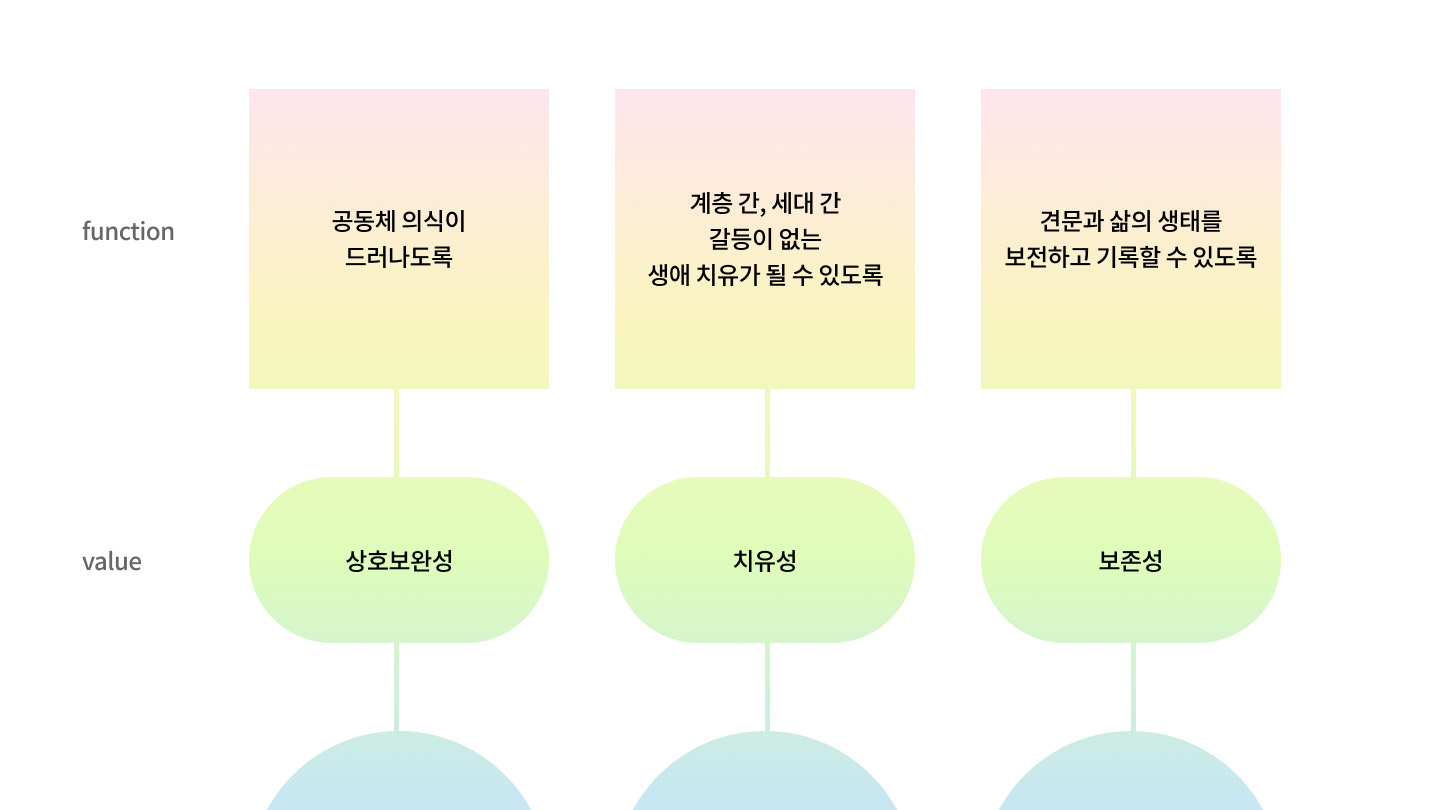 function
공동체 의식이
드러나도록
계층 간, 세대 간
갈등이 없는
생애 치유가 될 수 있도록
견문과 삶의 생태를
보전하고 기록할 수 있도록
value
상호보완성
치유성
보존성